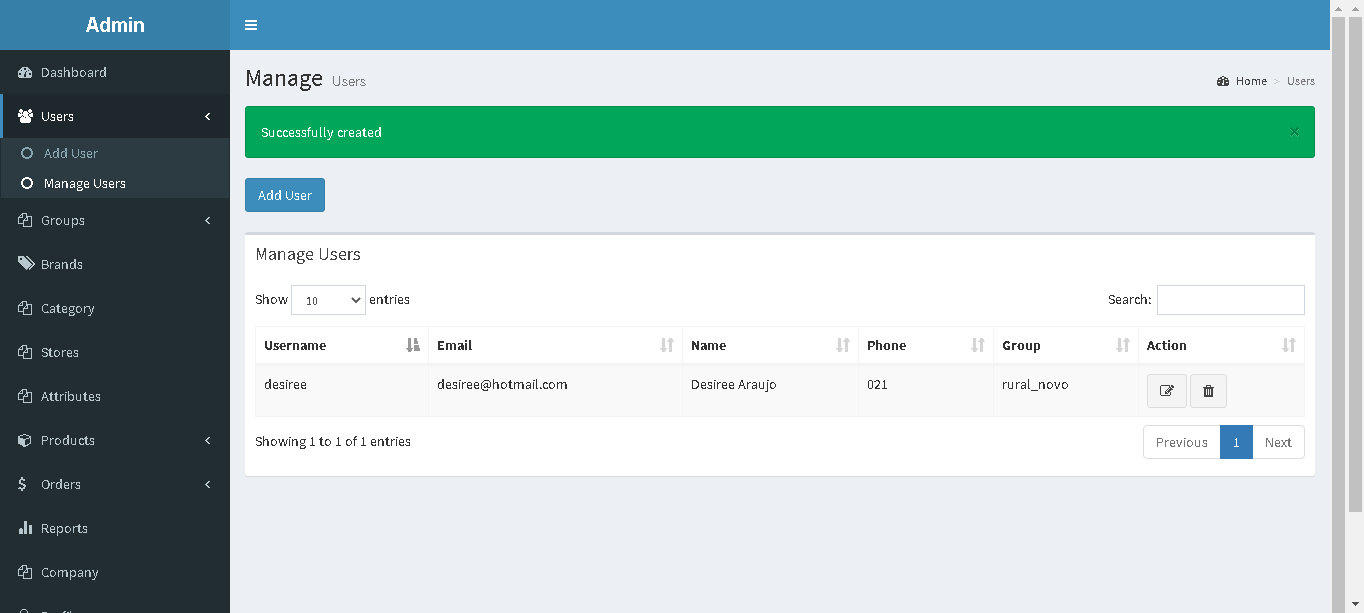 Admin
Dashboard
Users
Add User
Manage Users
Groups
Brands
Category
Stores
Attributes
Products
Orders
Reports
Company
Manage Users
Home > Users
Successfully created ×
Add User
Manage Users
Show 10 entries
Search:
Username Email Name Phone Group Action
desiree desiree@hotmail.com Desiree Araujo 021 rural_novo
Showing 1 to 1 of 1 entries
Previous 1 Next